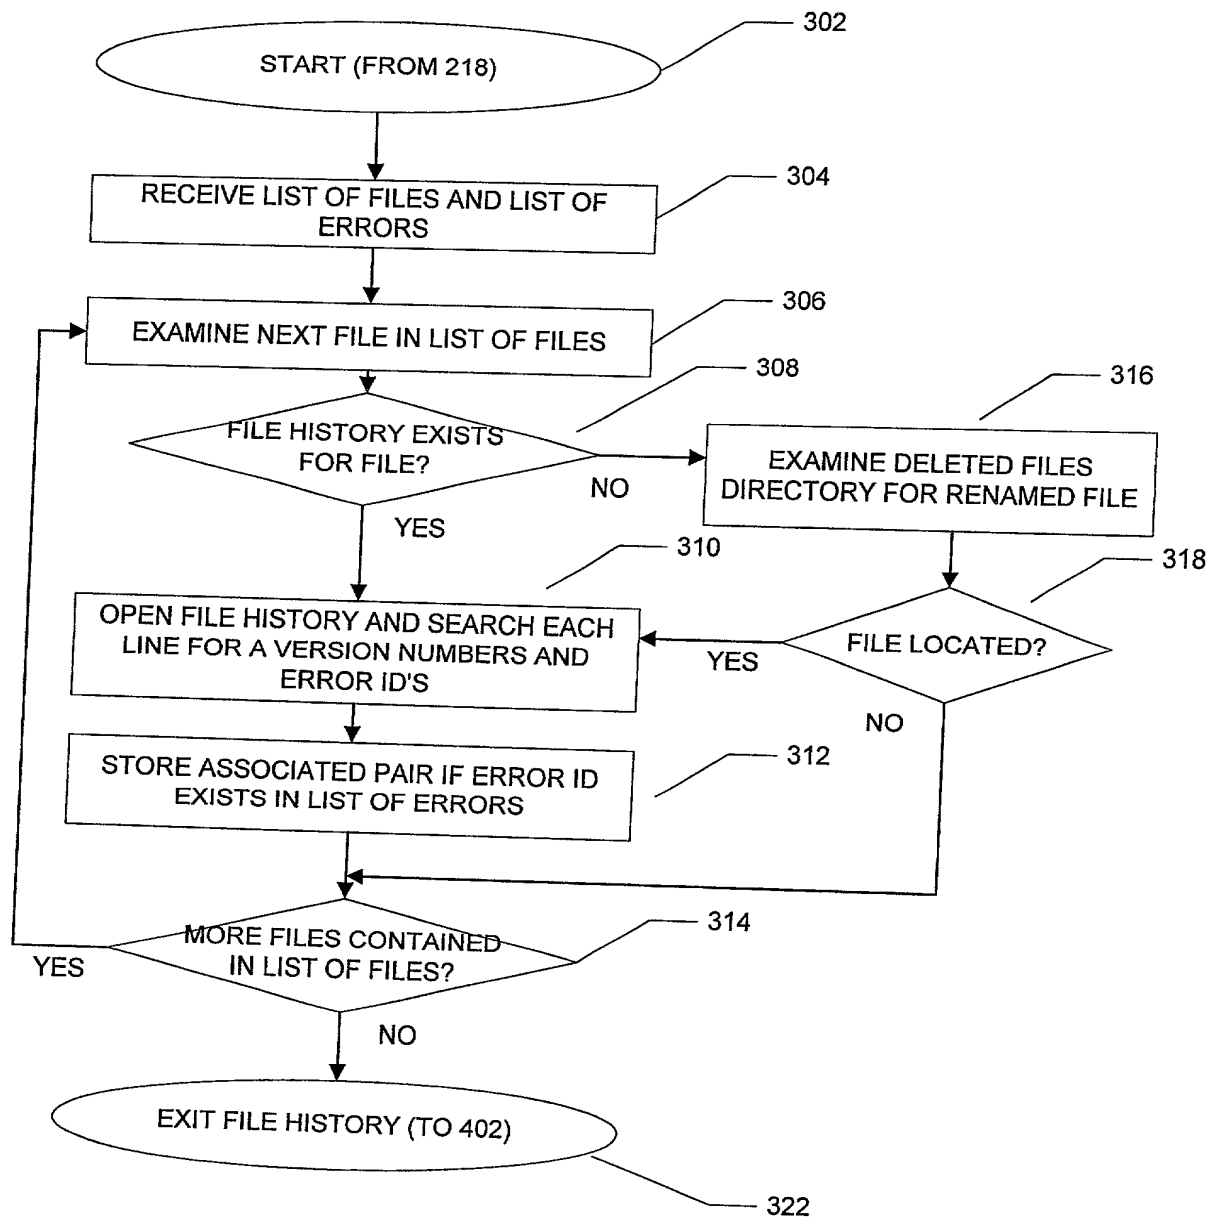 302
START (FROM 218)
304
RECEIVE LIST OF FILES AND LIST OF
ERRORS
306
EXAMINE NEXT FILE IN LIST OF FILES
308
FILE HISTORY EXISTS
FOR FILE?
NO
YES
316
EXAMINE DELETED FILES
DIRECTORY FOR RENAMED FILE
310
OPEN FILE HISTORY AND SEARCH EACH
LINE FOR A VERSION NUMBERS AND
ERROR ID'S
318
FILE LOCATED?
YES
NO
312
STORE ASSOCIATED PAIR IF ERROR ID
EXISTS IN LIST OF ERRORS
314
MORE FILES CONTAINED
IN LIST OF FILES?
YES
NO
EXIT FILE HISTORY (TO 402)
322